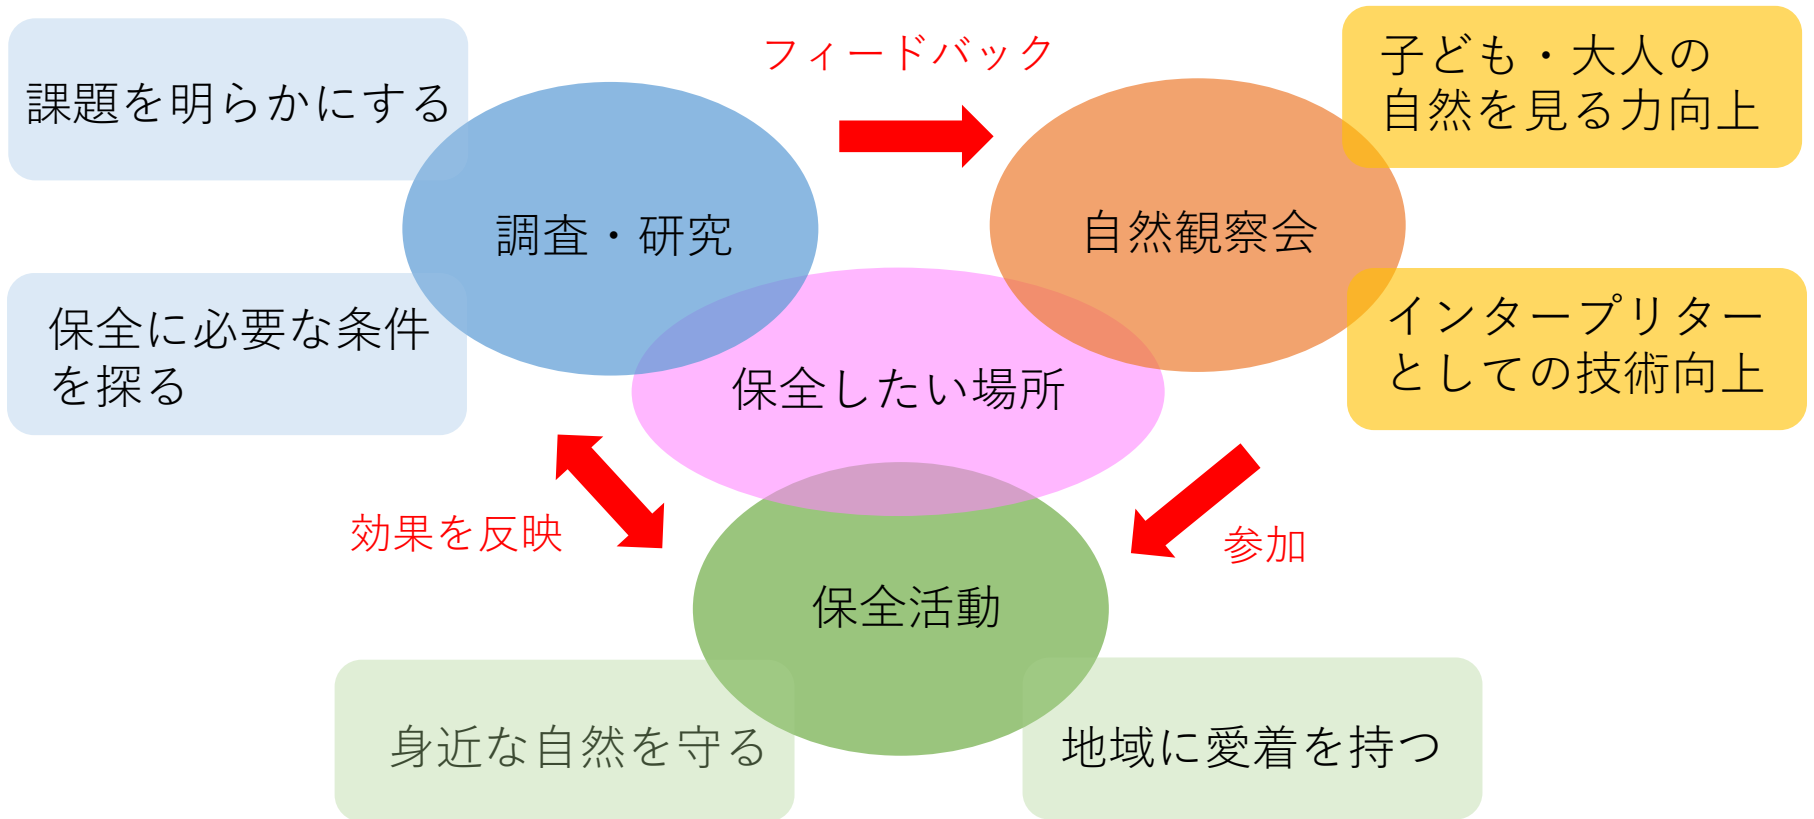 フィードバック
課題を明らかにする
子ども・大人の
自然を見る力向上
調査・研究
自然観察会
保全に必要な条件
を探る
インタープリター
としての技術向上
保全したい場所
効果を反映
参加
保全活動
身近な自然を守る
地域に愛着を持つ